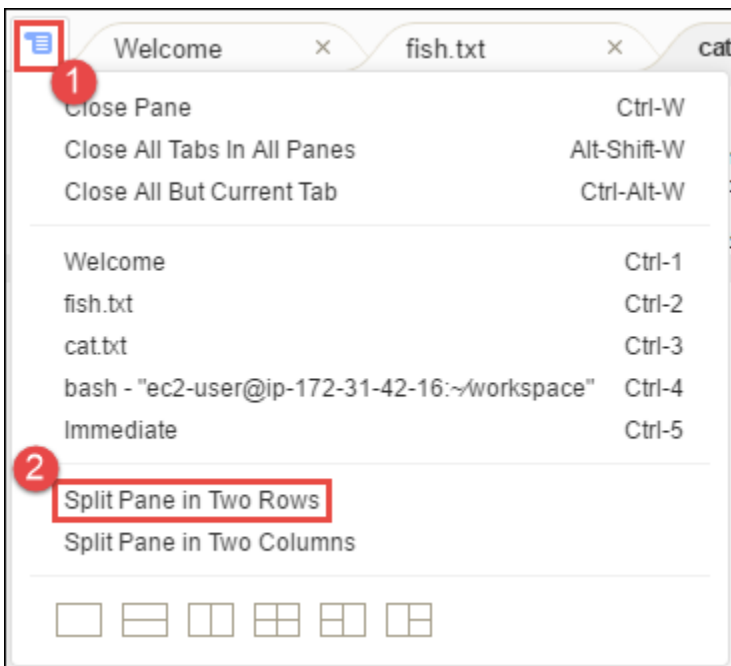 Welcome × fish.txt × cat
1
Close Pane Ctrl-W
Close All Tabs In All Panes Alt-Shift-W
Close All But Current Tab Ctrl-Alt-W
Welcome Ctrl-1
fish.txt Ctrl-2
cat.txt Ctrl-3
bash - "ec2-user@ip-172-31-42-16:~/workspace" Ctrl-4
Immediate Ctrl-5
2
Split Pane in Two Rows
Split Pane in Two Columns